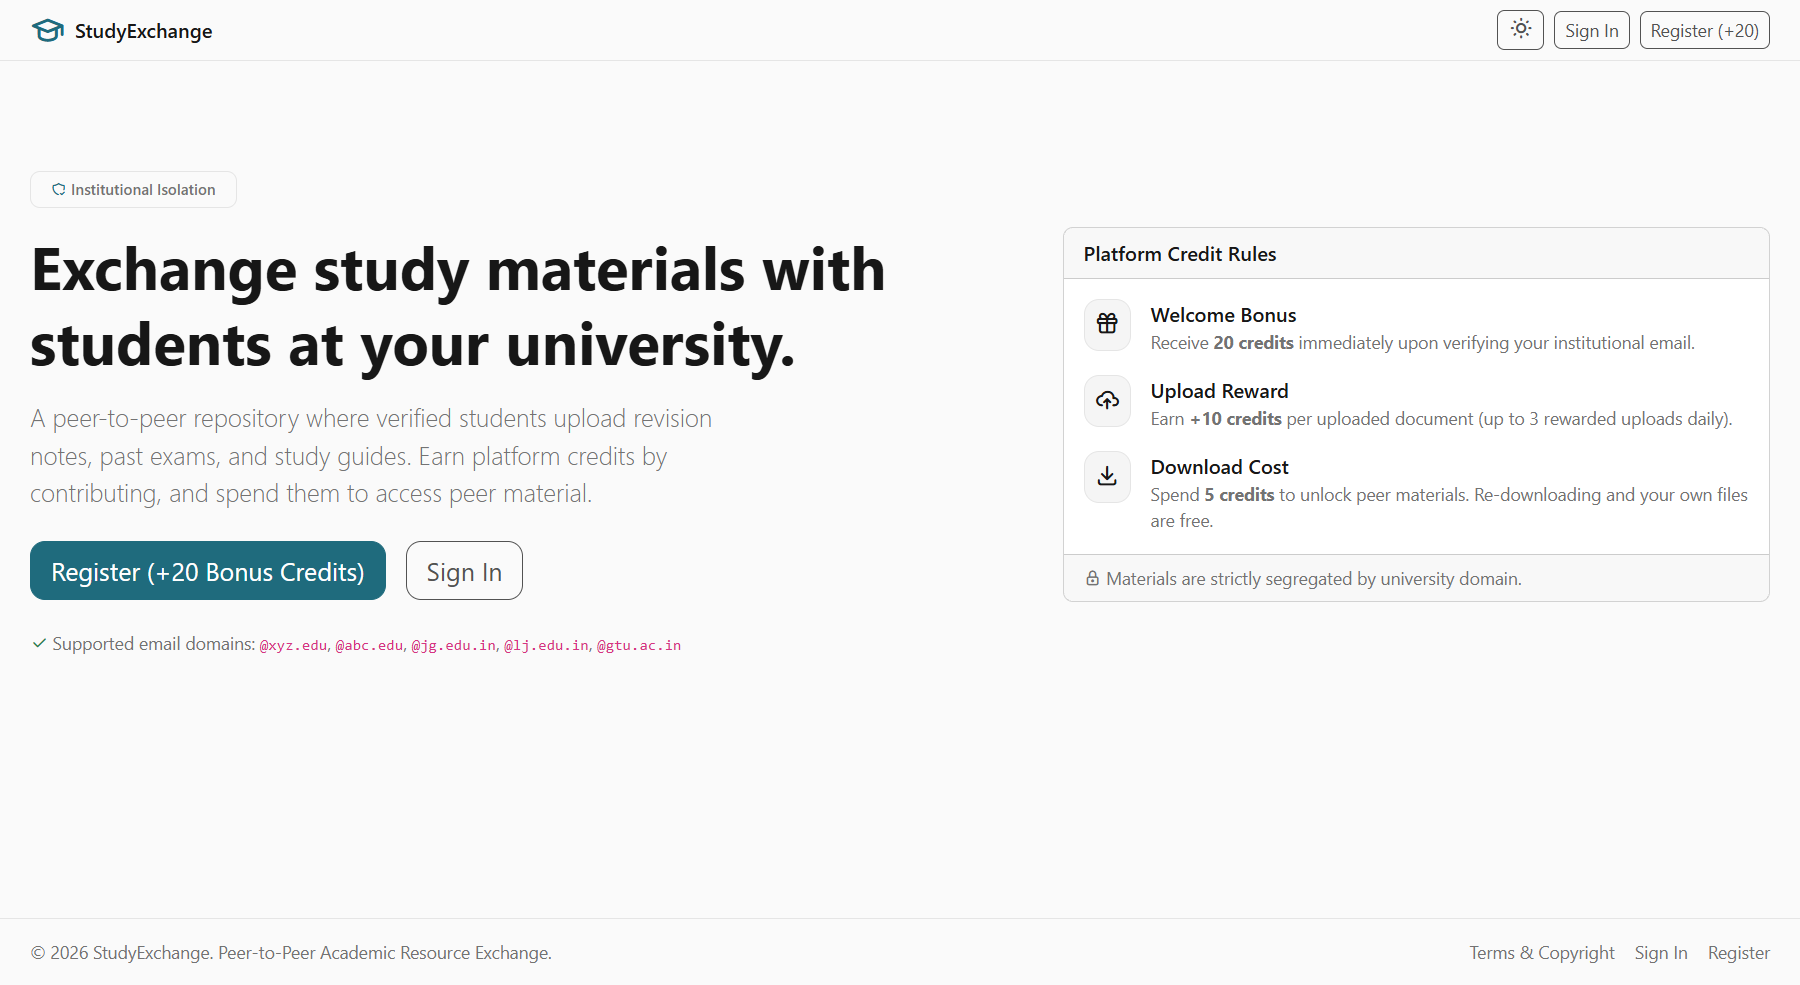 StudyExchange
Sign In
Register (+20)
Institutional Isolation
Exchange study materials with
students at your university.
A peer-to-peer repository where verified students upload revision
notes, past exams, and study guides. Earn platform credits by
contributing, and spend them to access peer material.
Register (+20 Bonus Credits)
Sign In
Supported email domains: @xyz.edu, @abc.edu, @jg.edu.in, @lj.edu.in, @gtu.ac.in
Platform Credit Rules
Welcome Bonus
Receive 20 credits immediately upon verifying your institutional email.
Upload Reward
Earn +10 credits per uploaded document (up to 3 rewarded uploads daily).
Download Cost
Spend 5 credits to unlock peer materials. Re-downloading and your own files
are free.
Materials are strictly segregated by university domain.
© 2026 StudyExchange. Peer-to-Peer Academic Resource Exchange.
Terms & Copyright
Sign In
Register